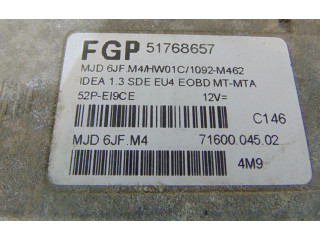 FGP 51768657
MJD 6JF.M4/HW01C/1092-M462
IDEA 1.3 SDE EU4 EOBD MT-MTA
52P-EI9CE 12V=
C146
MJD 6JF.M4 71600.045.02
4M9